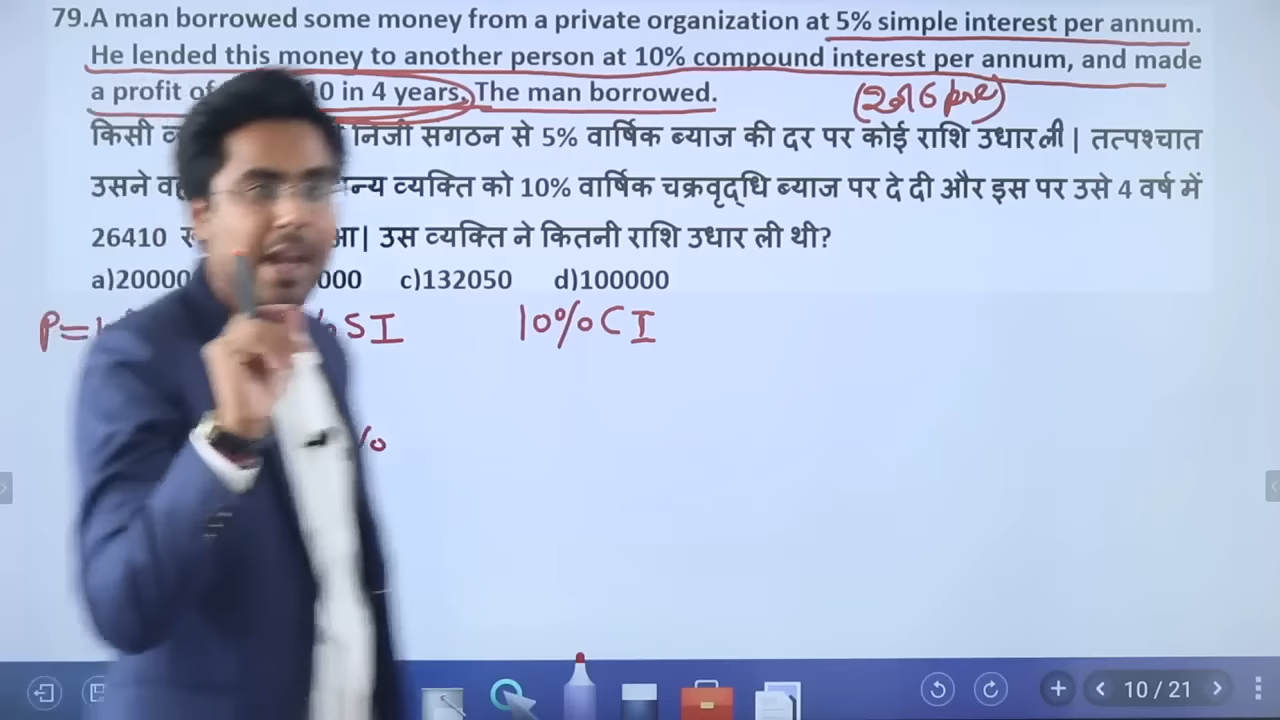 79.A man borrowed some money from a private organization at 5% simple interest per annum.
He lended this money to another person at 10% compound interest per annum, and made
a profit of 10 in 4 years. The man borrowed.
(2016 pre)
किसी निजी संगठन से 5% वार्षिक ब्याज की दर पर कोई राशि उधार ली | तत्पश्चात
उसने व्यक्ति को 10% वार्षिक चक्रवृद्धि ब्याज पर दे दी और इस पर उसे 4 वर्ष में
26410 उस व्यक्ति ने कितनी राशि उधार ली थी?
a)20000 000 c)132050 d)100000
P= % SI 10% CI
%
10 / 21